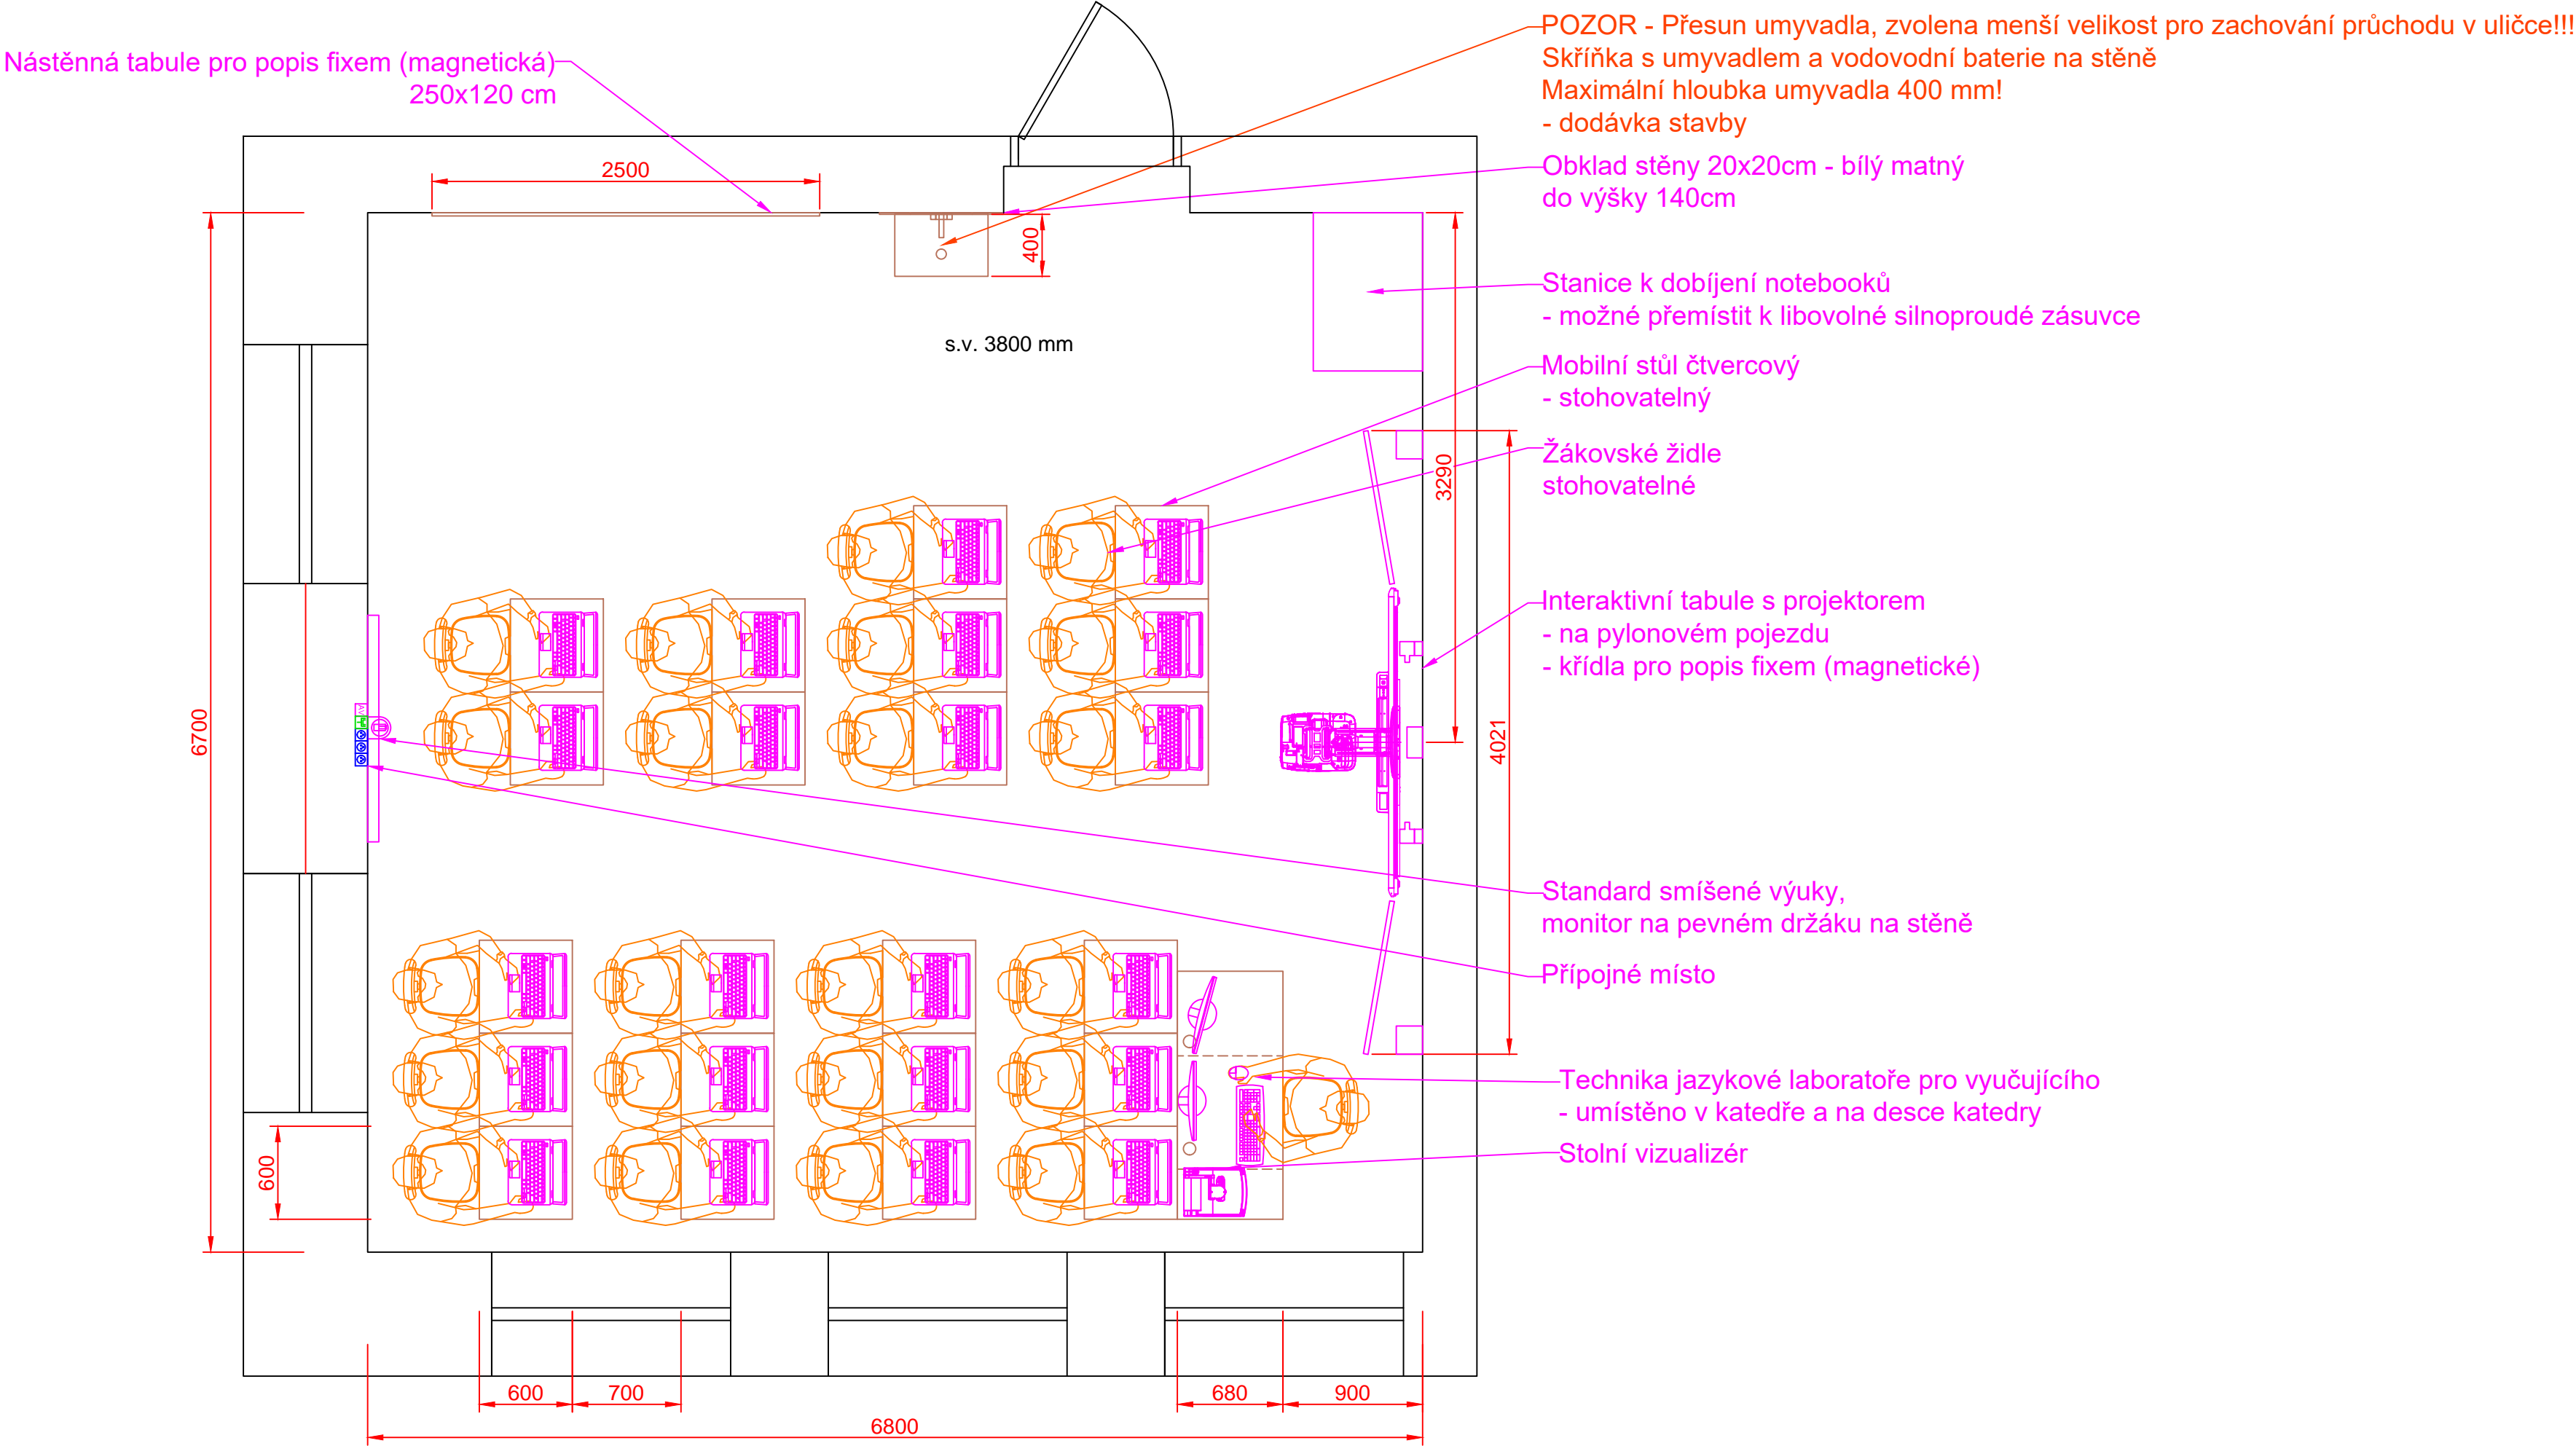 Nástěnná tabule pro popis fixem (magnetická)
250x120 cm
POZOR - Přesun umyvadla, zvolena menší velikost pro zachování průchodu v uličce!!!
Skříňka s umyvadlem a vodovodní baterie na stěně
Maximální hloubka umyvadla 400 mm!
- dodávka stavby
Obklad stěny 20x20cm - bílý matný
do výšky 140cm
Stanice k dobíjení notebooků
- možné přemístit k libovolné silnoproudé zásuvce
Mobilní stůl čtvercový
- stohovatelný
Žákovské židle
stohovatelné
Interaktivní tabule s projektorem
- na pylonovém pojezdu
- křídla pro popis fixem (magnetické)
Standard smíšené výuky,
monitor na pevném držáku na stěně
Přípojné místo
Technika jazykové laboratoře pro vyučujícího
- umístěno v katedře a na desce katedry
Stolní vizualizér
2500
400
s.v. 3800 mm
3290
4021
6700
600
600
700
680
900
6800